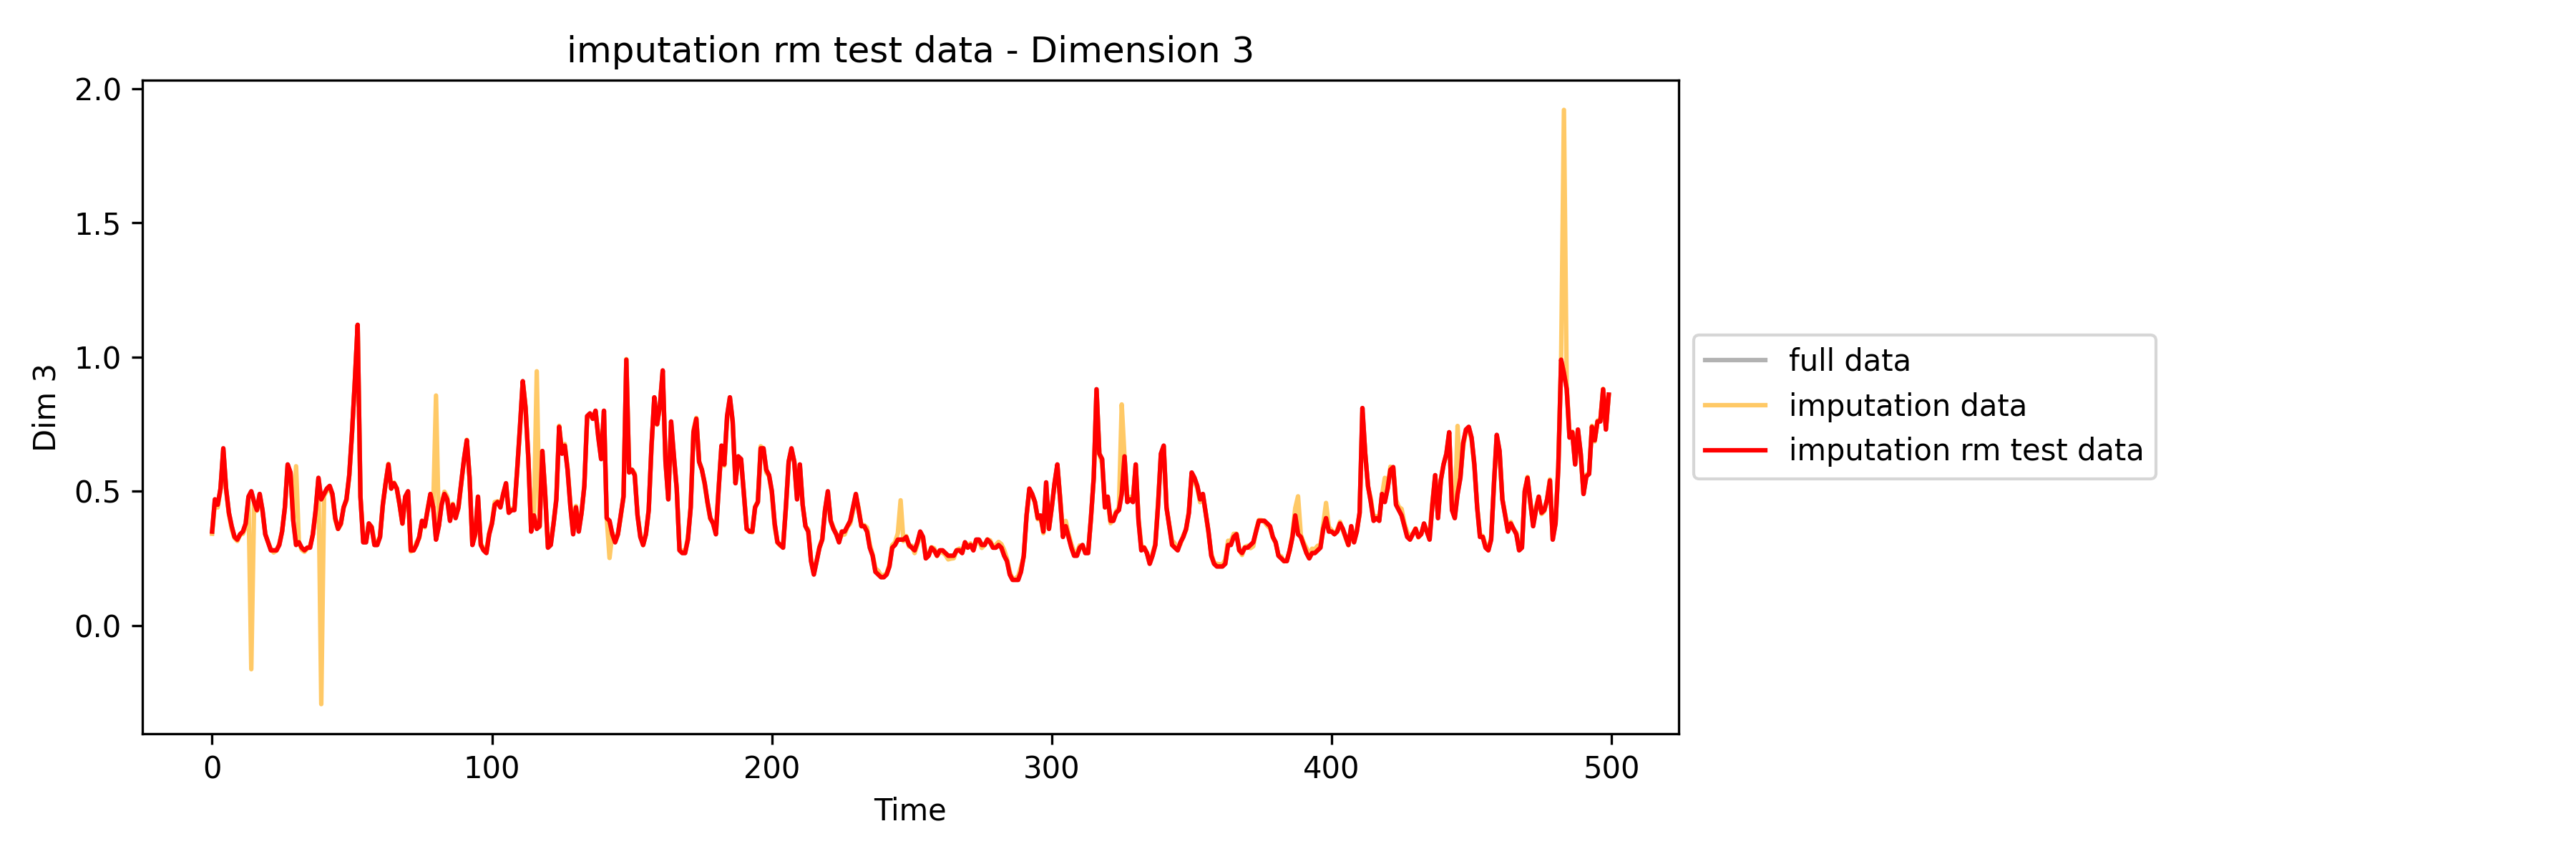 imputation rm test data - Dimension 3
2.0
1.5
1.0
0.5
0.0
Dim 3
0 100 200 300 400 500
Time
full data
imputation data
imputation rm test data